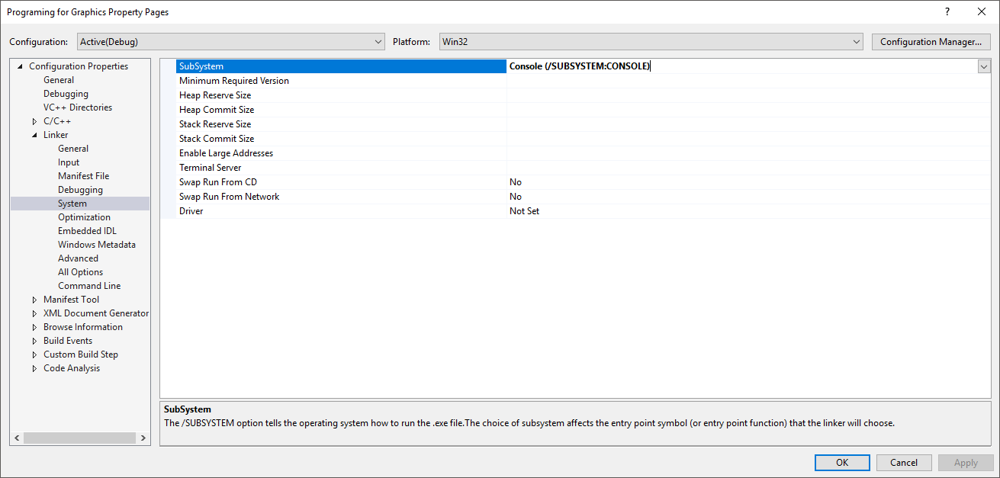 Programing for Graphics Property Pages
?
Configuration: Active(Debug) Platform: Win32 Configuration Manager...
Configuration Properties
General
Debugging
VC++ Directories
C/C++
Linker
General
Input
Manifest File
Debugging
System
Optimization
Embedded IDL
Windows Metadata
Advanced
All Options
Command Line
Manifest Tool
XML Document Generator
Browse Information
Build Events
Custom Build Step
Code Analysis
SubSystem Console (/SUBSYSTEM:CONSOLE)
Minimum Required Version
Heap Reserve Size
Heap Commit Size
Stack Reserve Size
Stack Commit Size
Enable Large Addresses
Terminal Server
Swap Run From CD No
Swap Run From Network No
Driver Not Set
SubSystem
The /SUBSYSTEM option tells the operating system how to run the .exe file.The choice of subsystem affects the entry point symbol (or entry point function) that the linker will choose.
OK Cancel Apply